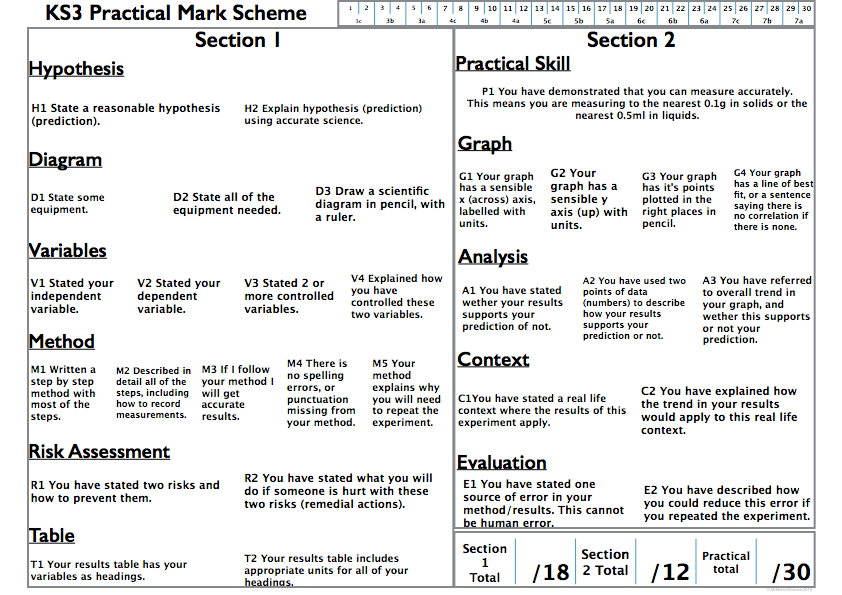 KS3 Practical Mark Scheme
1 2 3 4 5 6 7 8 9 10 11 12 13 14 15 16 17 18 19 20 21 22 23 24 25 26 27 28 29 30
3c 3b 3a 4c 4b 4a 5c 5b 5a 6c 6b 6a 7c 7b 7a
Section 1
Hypothesis
H1 State a reasonable hypothesis
(prediction).
H2 Explain hypothesis (prediction)
using accurate science.
Diagram
D1 State some
equipment.
D2 State all of the
equipment needed.
D3 Draw a scientific
diagram in pencil, with
a ruler.
Variables
V1 Stated your
independent
variable.
V2 Stated your
dependent
variable.
V3 Stated 2 or
more controlled
variables.
V4 Explained how
you have
controlled these
two variables.
Method
M1 Written a
step by step
method with
most of the
steps.
M2 Described in
detail all of the
steps, including
how to record
measurements.
M3 If I follow
your method I
will get
accurate
results.
M4 There is
no spelling
errors, or
punctuation
missing from
your method.
M5 Your
method
explains why
you will need
to repeat the
experiment.
Risk Assessment
R1 You have stated two risks and
how to prevent them.
R2 You have stated what you will
do if someone is hurt with these
two risks (remedial actions).
Table
T1 Your results table has your
variables as headings.
T2 Your results table includes
appropriate units for all of your
headings.
Section 2
Practical Skill
P1 You have demonstrated that you can measure accurately.
This means you are measuring to the nearest 0.1g in solids or the
nearest 0.5ml in liquids.
Graph
G1 Your graph
has a sensible
x (across) axis,
labelled with
units.
G2 Your
graph has a
sensible y
axis (up) with
units.
G3 Your graph
has it's points
plotted in the
right places in
pencil.
G4 Your graph
has a line of best
fit, or a sentence
saying there is
no correlation if
there is none.
Analysis
A1 You have stated
wether your results
supports your
prediction of not.
A2 You have used two
points of data
(numbers) to describe
how your results
supports your
prediction or not.
A3 You have referred
to overall trend in
your graph, and
wether this supports
or not your
prediction.
Context
C1You have stated a real life
context where the results of this
experiment apply.
C2 You have explained how
the trend in your results
would apply to this real life
context.
Evaluation
E1 You have stated one
source of error in your
method/results. This cannot
be human error.
E2 You have described how
you could reduce this error if
you repeated the experiment.
Section
1
Total
/18
Section
2 Total
/12
Practical
total
/30